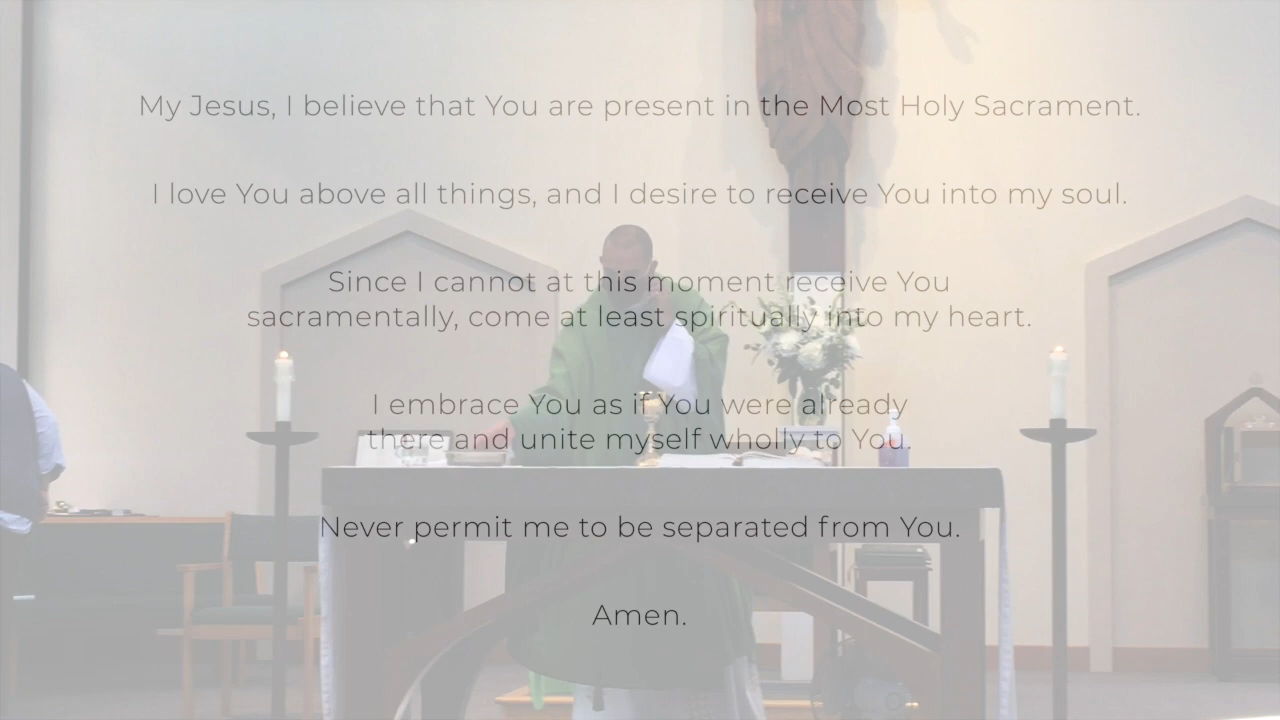 My Jesus, I believe that You are present in the Most Holy Sacrament.
I love You above all things, and I desire to receive You into my soul.
Since I cannot at this moment receive You
sacramentally, come at least spiritually into my heart.
I embrace You as if You were already
there and unite myself wholly to You.
Never permit me to be separated from You.
Amen.